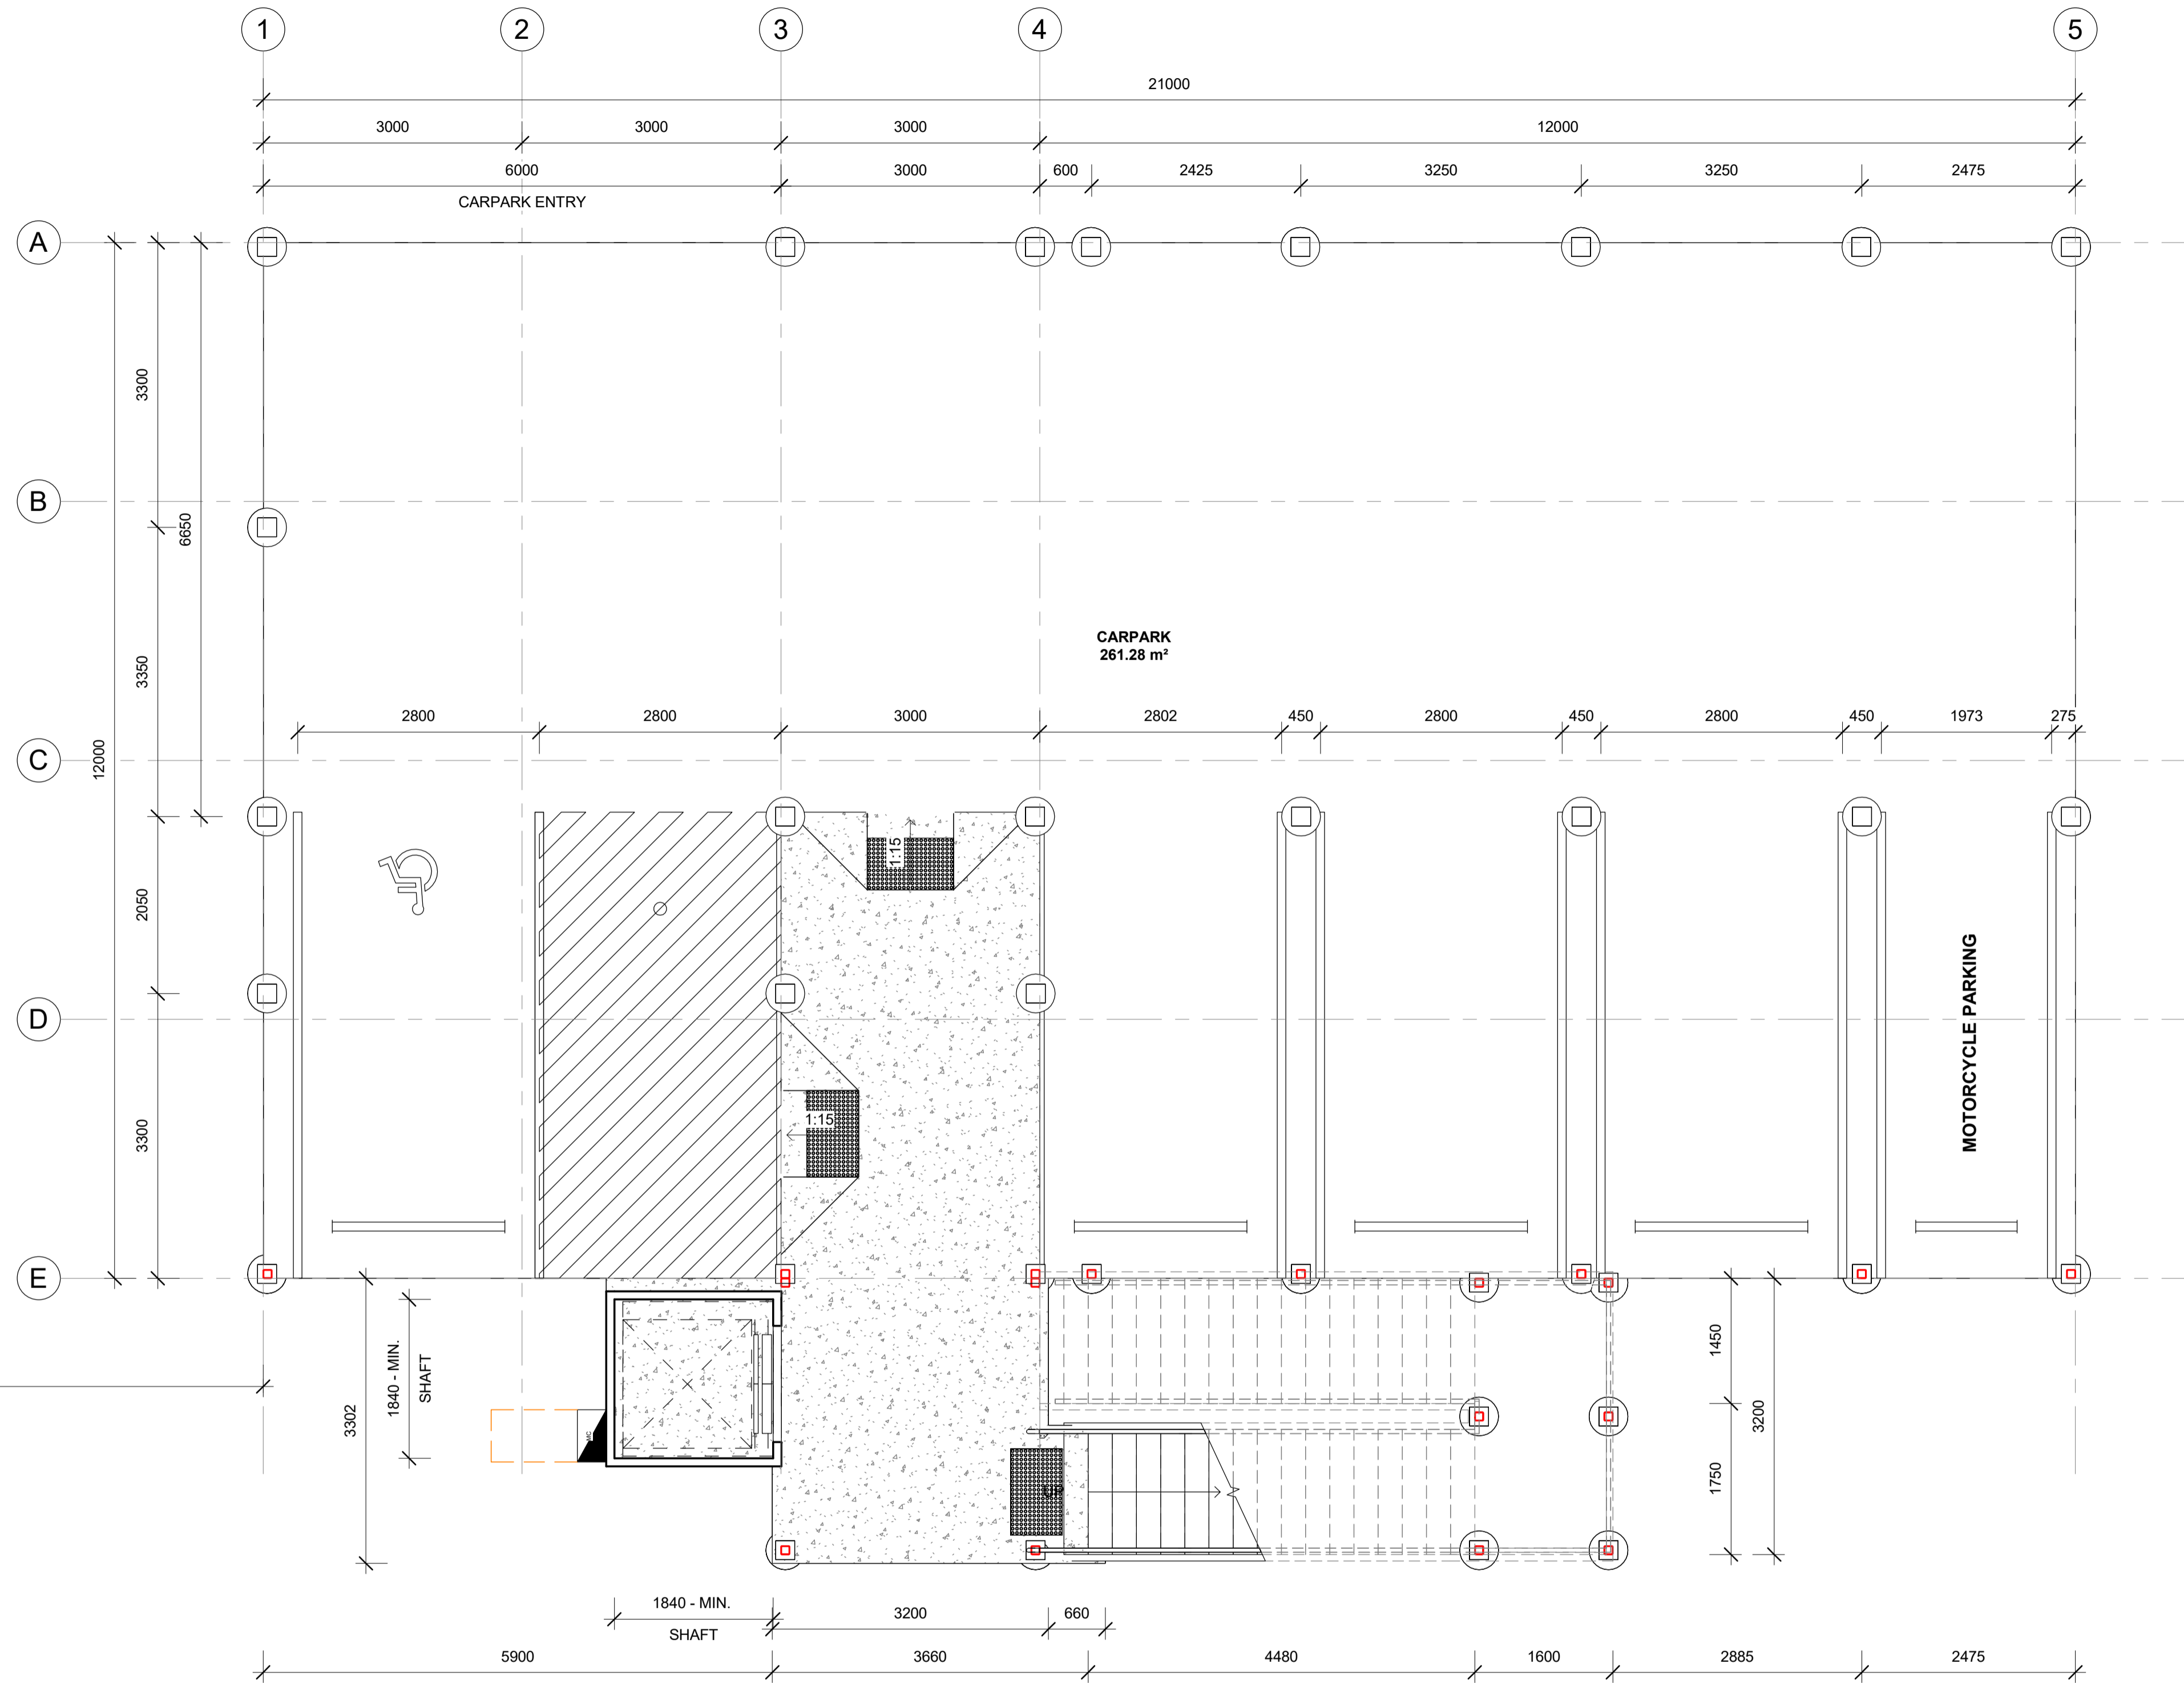 1 2 3 4 5
21000
3000 3000 3000 12000
6000 3000 600 2425 3250 3250 2475
CARPARK ENTRY
A
3300
B
6650
CARPARK
261.28 m²
3350
2800 2800 3000 2802 450 2800 450 2800 450 1973 275
C
12000
1:15
2050
MOTORCYCLE PARKING
D
1:15
3300
E
1840 - MIN.
SHAFT
3302
1450
3200
1750
MC
UP
1840 - MIN.
SHAFT
3200 660
5900 3660 4480 1600 2885 2475